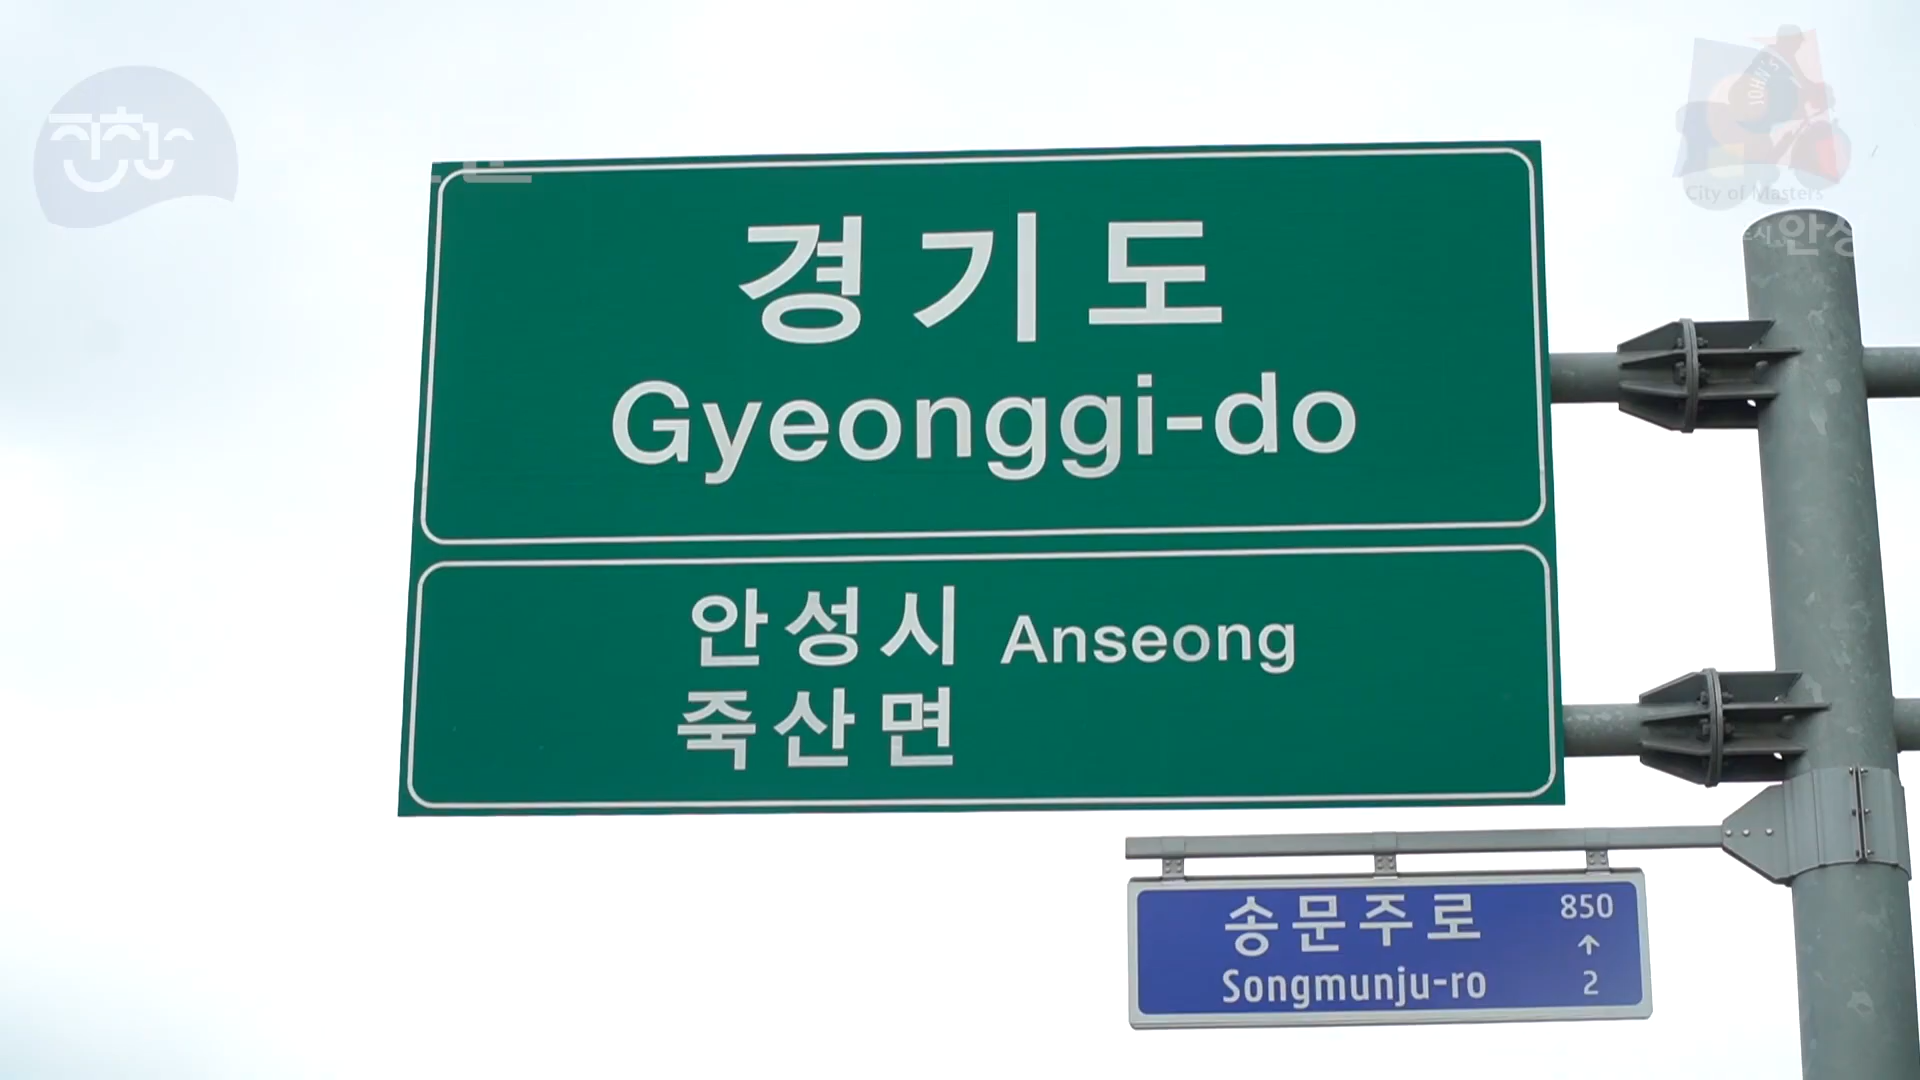 경기도
Gyeonggi-do
안성시 Anseong
죽산면
송문주로 850
Songmunju-ro 2
JOHN's
City of Masters
안성